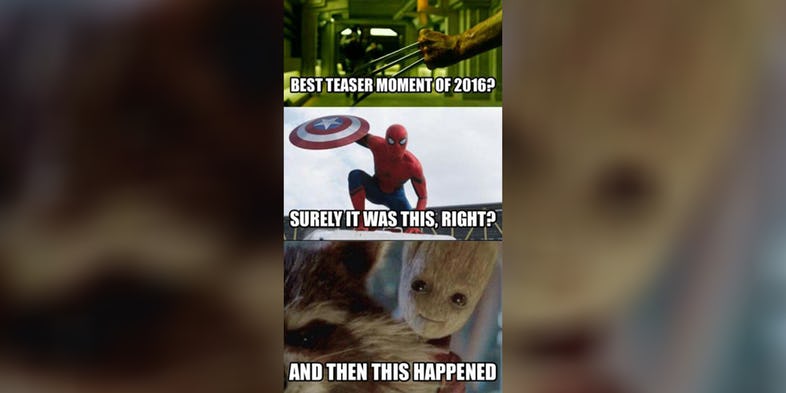 BEST TEASER MOMENT OF 2016?
SURELY IT WAS THIS, RIGHT?
AND THEN THIS HAPPENED